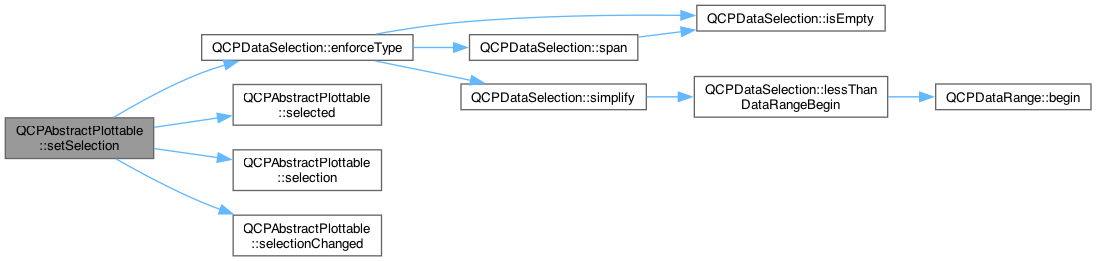 QCPAbstractPlottable
::setSelection
QCPDataSelection::enforceType
QCPAbstractPlottable
::selected
QCPAbstractPlottable
::selection
QCPAbstractPlottable
::selectionChanged
QCPDataSelection::isEmpty
QCPDataSelection::span
QCPDataSelection::simplify
QCPDataSelection::lessThan
DataRangeBegin
QCPDataRange::begin